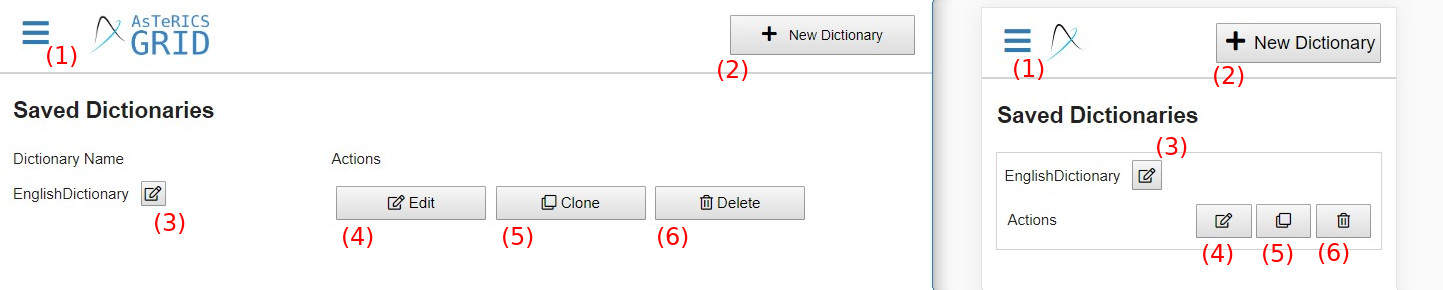 AsTeRICS
GRID
(1)
New Dictionary
(2)
Saved Dictionaries
Dictionary Name Actions
EnglishDictionary
(3)
Edit Clone Delete
(4) (5) (6)
(1)
New Dictionary
(2)
Saved Dictionaries
(3)
EnglishDictionary
Actions
(4) (5) (6)